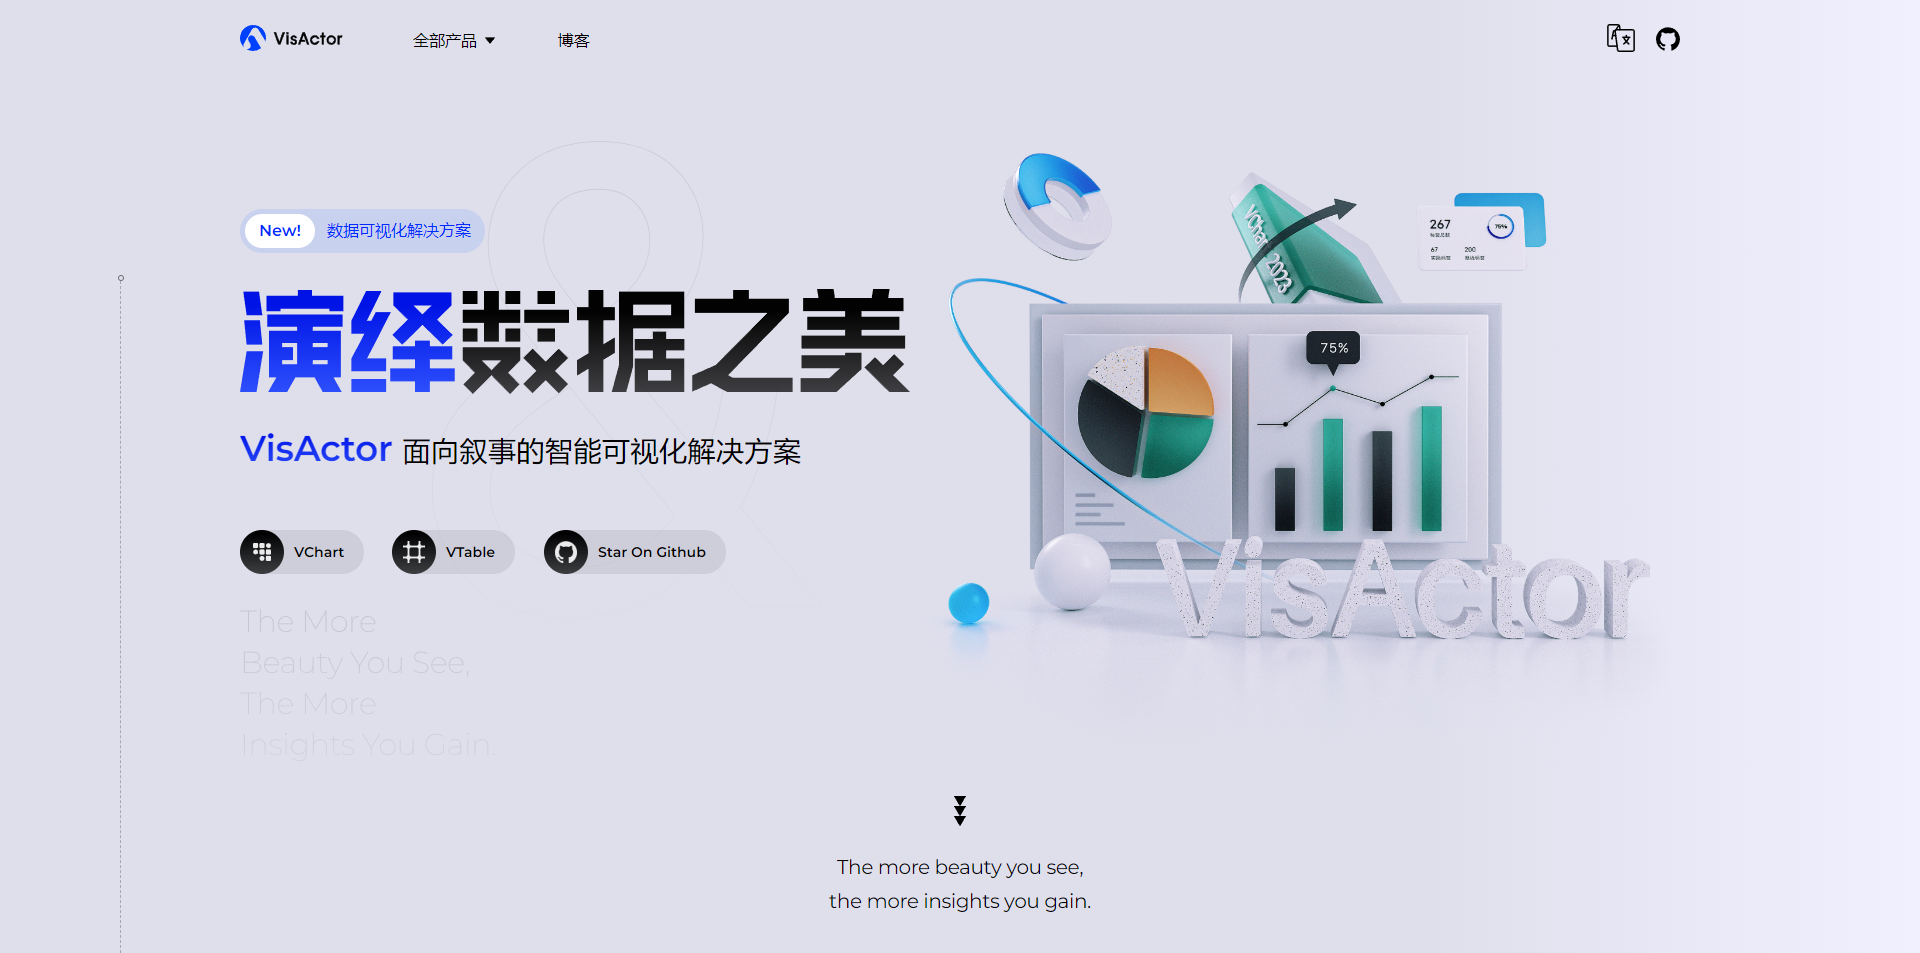 VisActor
全部产品
博客
New! 数据可视化解决方案
演绎数据之美
VisActor 面向叙事的智能可视化解决方案
VChart
VTable
Star On Github
The More
Beauty You See,
The More
Insights You Gain.
VChart 2023
267
75%
67
200
75%
VisActor
The more beauty you see,
the more insights you gain.